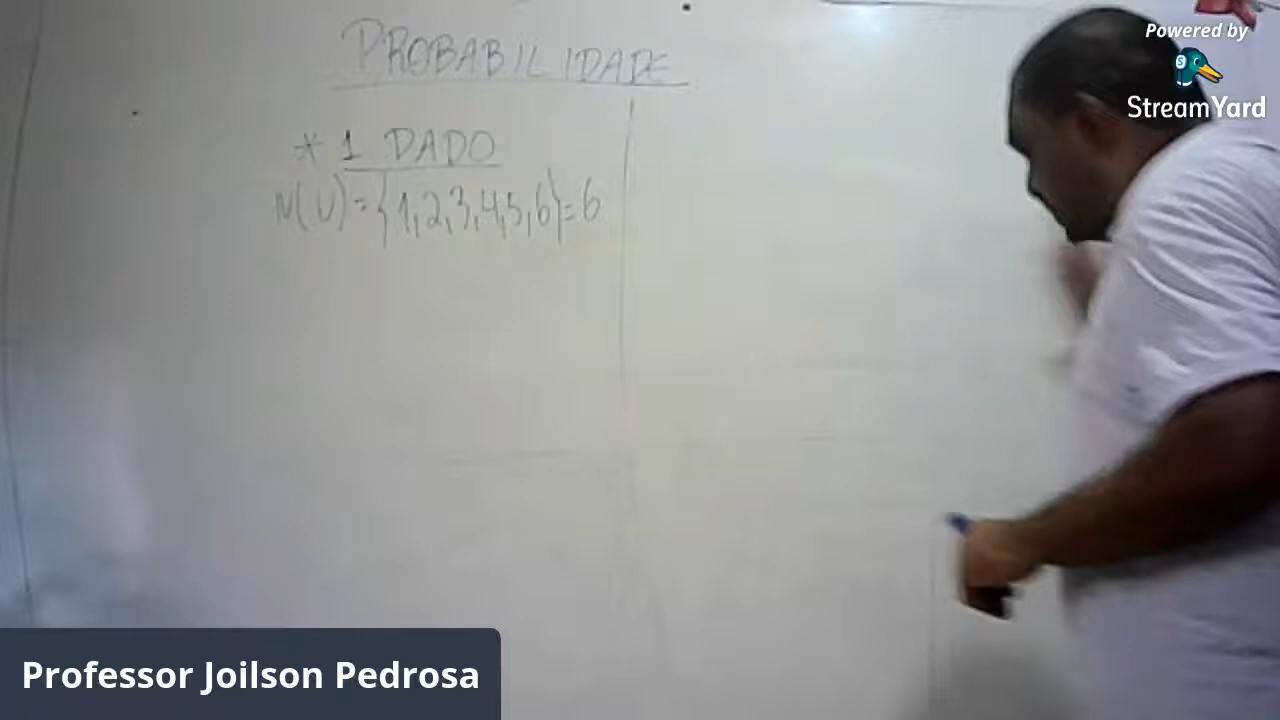 PROBABILIDADE
* 1 DADO
N(U)={1,2,3,4,5,6}=6
Powered by
StreamYard
Professor Joilson Pedrosa